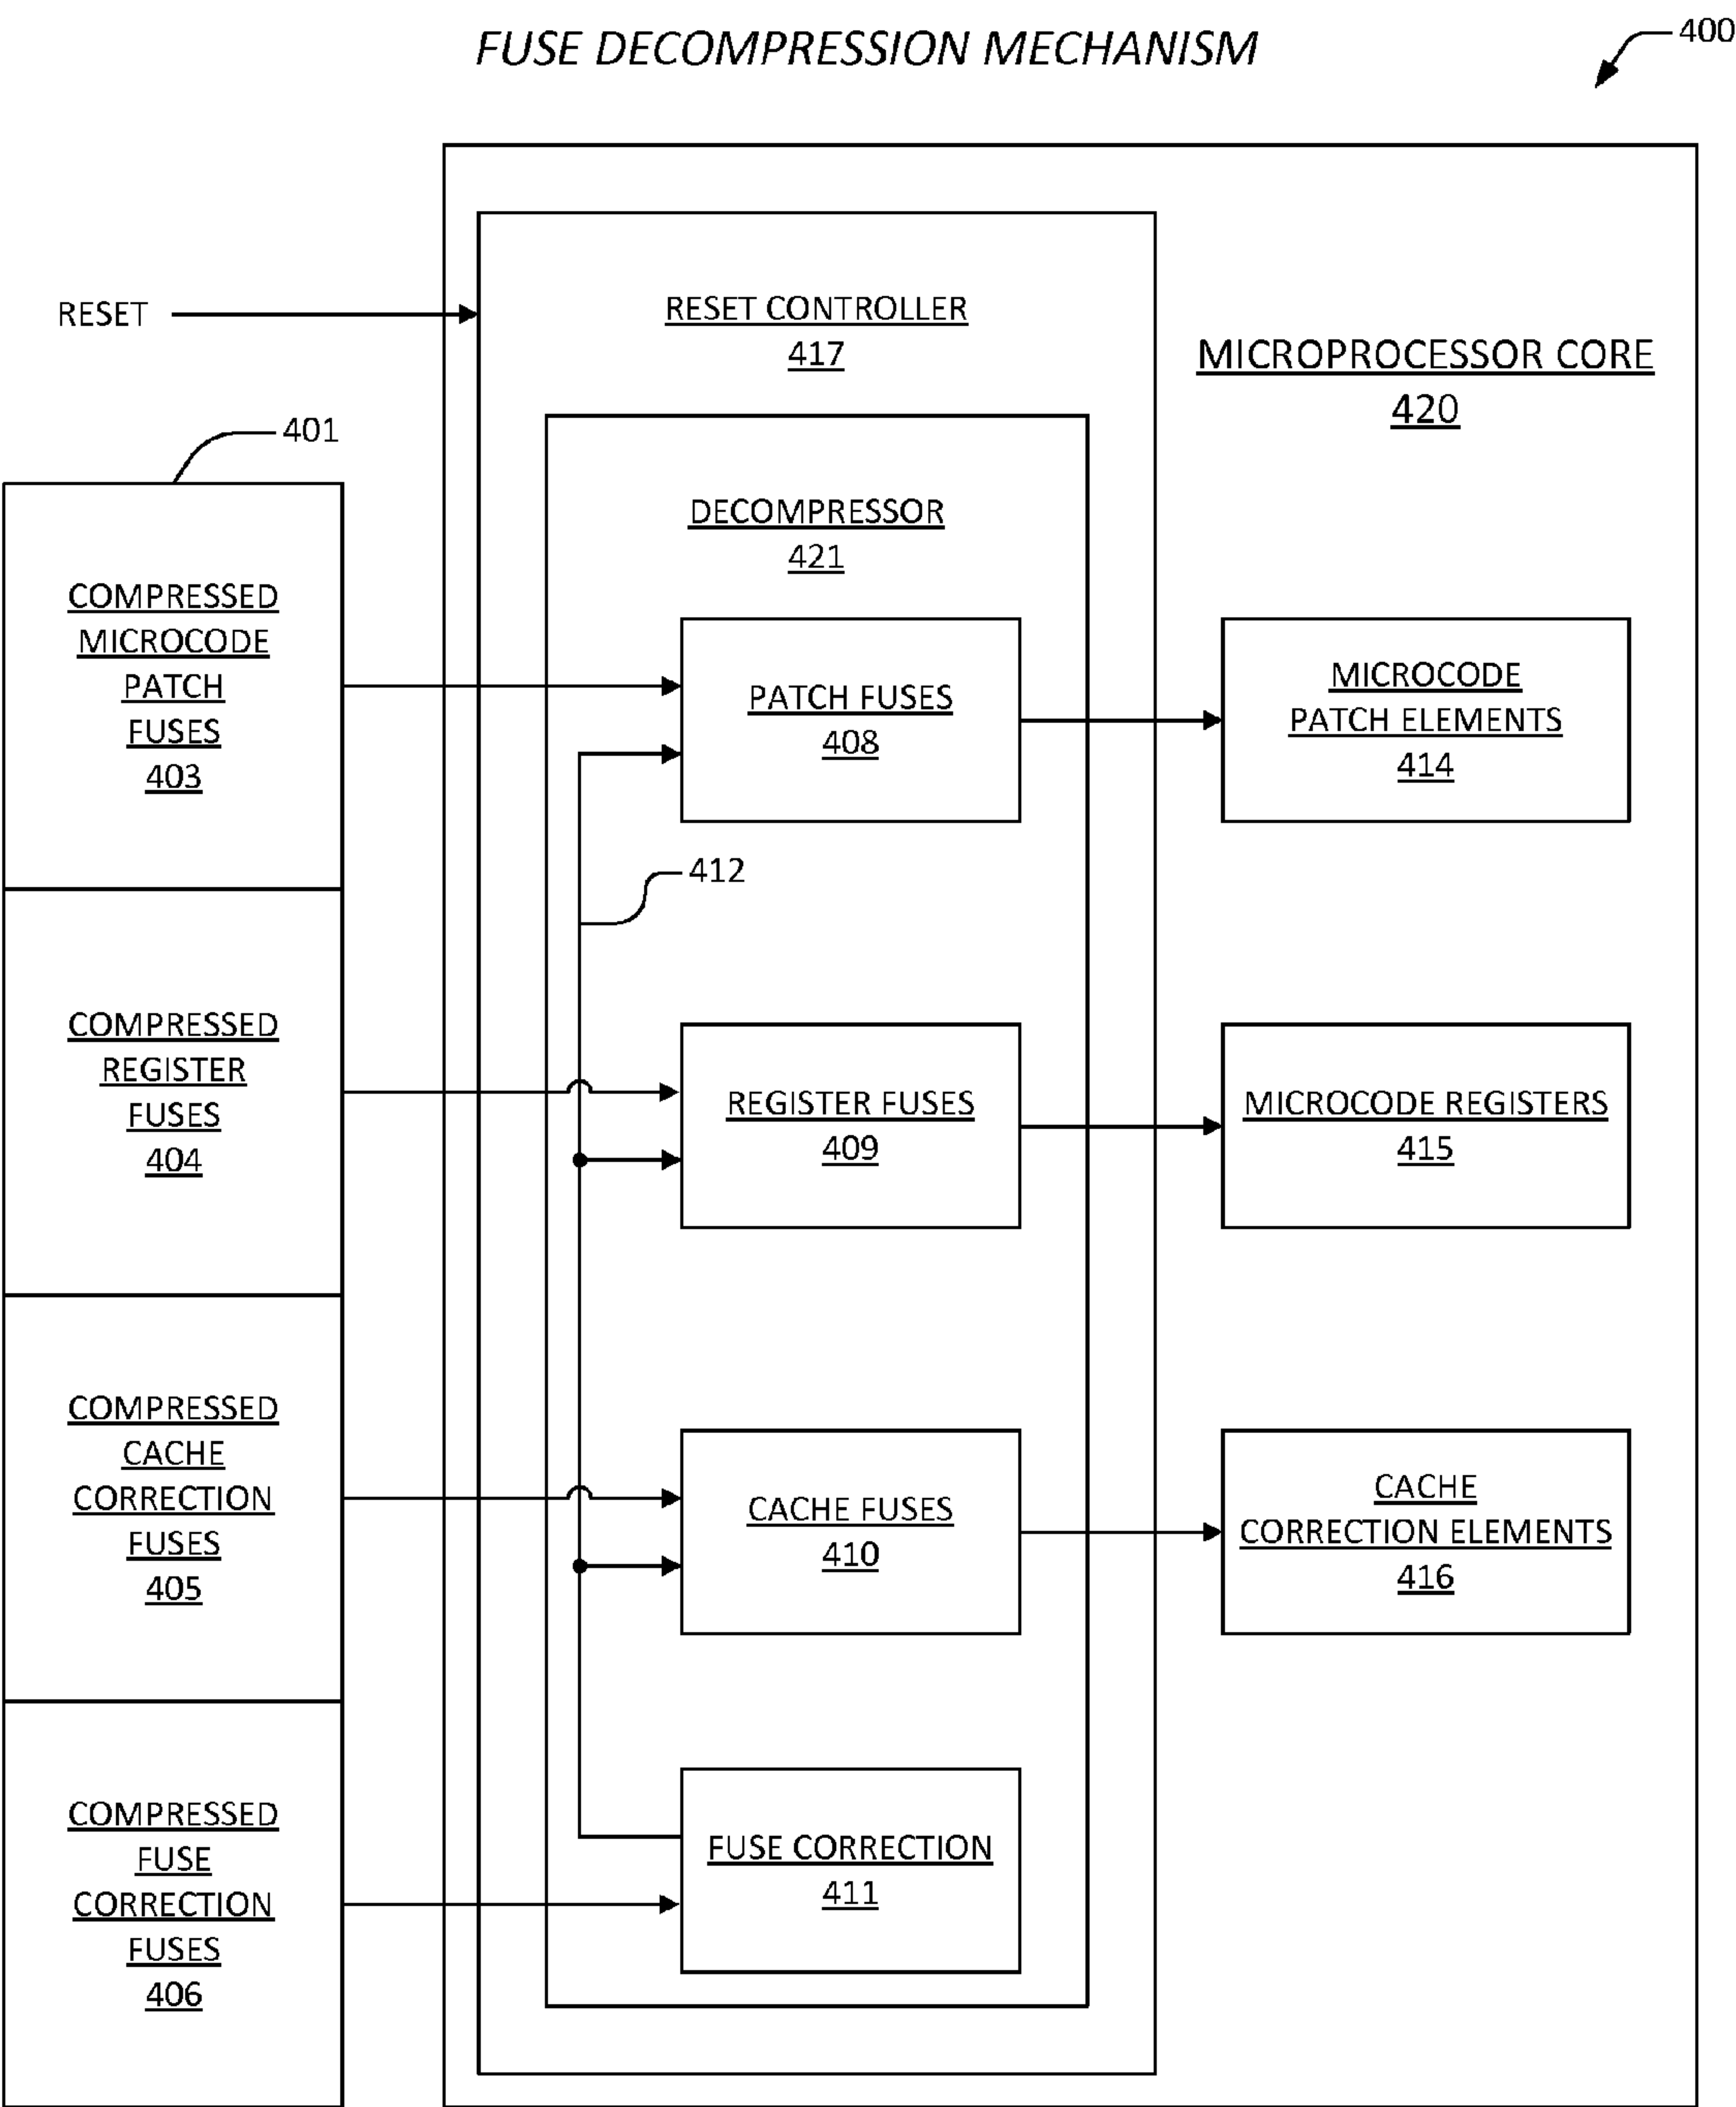 FUSE DECOMPRESSION MECHANISM
400
RESET
RESET CONTROLLER
417
MICROPROCESSOR CORE
420
401
DECOMPRESSOR
421
COMPRESSED
MICROCODE
PATCH
FUSES
403
PATCH FUSES
408
MICROCODE
PATCH ELEMENTS
414
412
COMPRESSED
REGISTER
FUSES
404
REGISTER FUSES
409
MICROCODE REGISTERS
415
COMPRESSED
CACHE
CORRECTION
FUSES
405
CACHE FUSES
410
CACHE
CORRECTION ELEMENTS
416
COMPRESSED
FUSE
CORRECTION
FUSES
406
FUSE CORRECTION
411